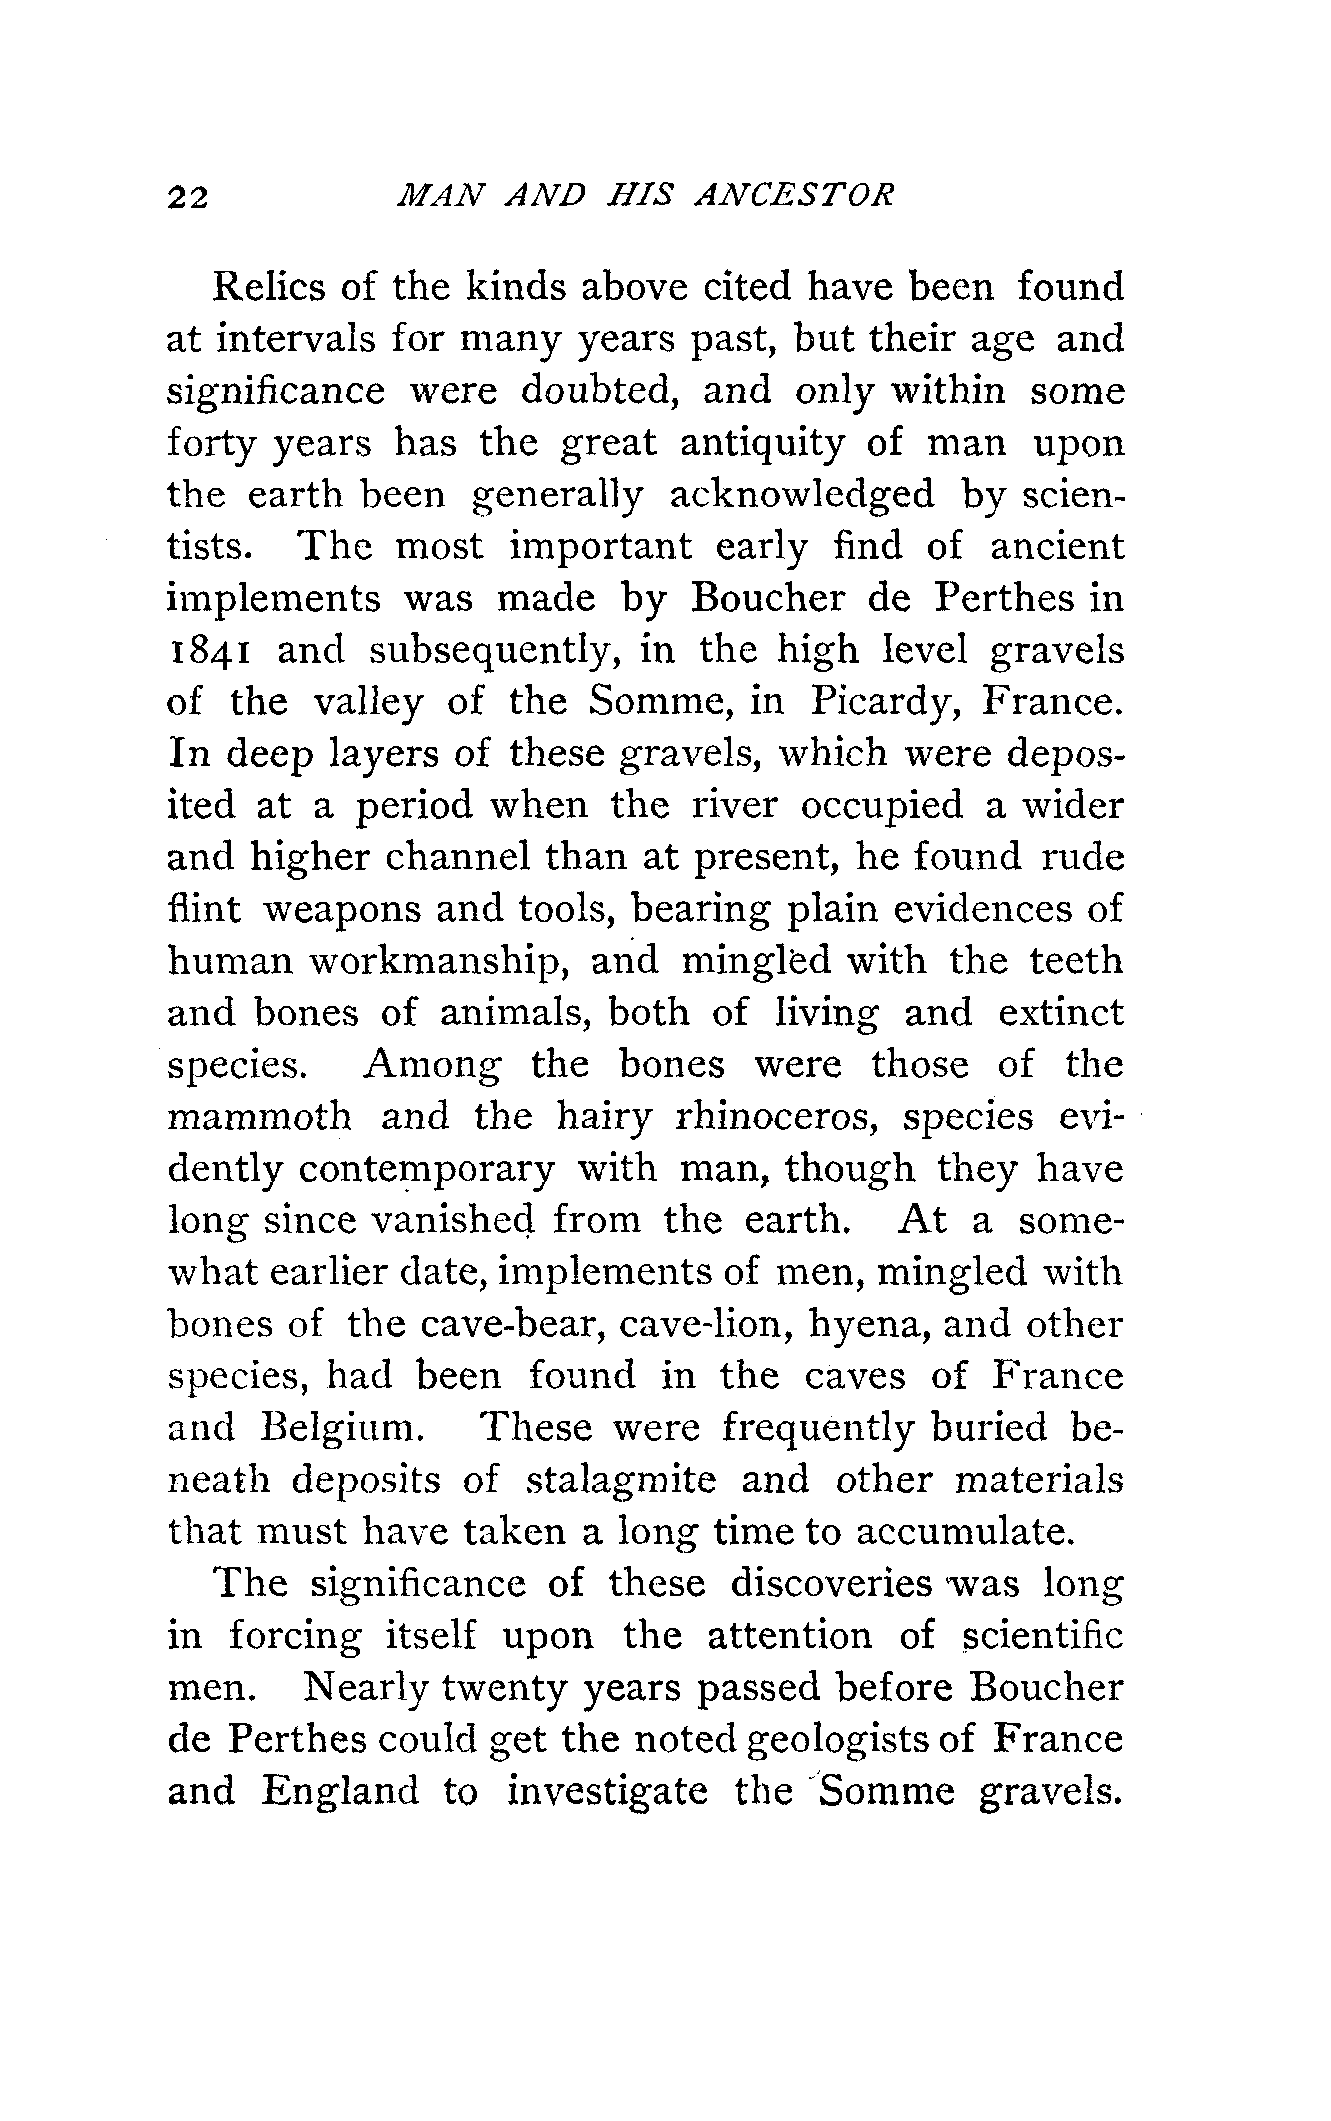 22 MAN AND HIS ANCESTOR
Relics of the kinds above cited have been found
at intervals for many years past, but their age and
significance were doubted, and only within some
forty years has the great antiquity of man upon
the earth been generally acknowledged by scien-
tists. The most important early find of ancient
implements was made by Boucher de Perthes in
1841 and subsequently, in the high level gravels
of the valley of the Somme, in Picardy, France.
In deep layers of these gravels, which were depos-
ited at a period when the river occupied a wider
and higher channel than at present, he found rude
flint weapons and tools, bearing plain evidences of
human workmanship, and mingled with the teeth
and bones of animals, both of living and extinct
species. Among the bones were those of the
mammoth and the hairy rhinoceros, species evi-
dently contemporary with man, though they have
long since vanished from the earth. At a some-
what earlier date, implements of men, mingled with
bones of the cave-bear, cave-lion, hyena, and other
species, had been found in the caves of France
and Belgium. These were frequently buried be-
neath deposits of stalagmite and other materials
that must have taken a long time to accumulate.
The significance of these discoveries was long
in forcing itself upon the attention of scientific
men. Nearly twenty years passed before Boucher
de Perthes could get the noted geologists of France
and England to investigate the Somme gravels.